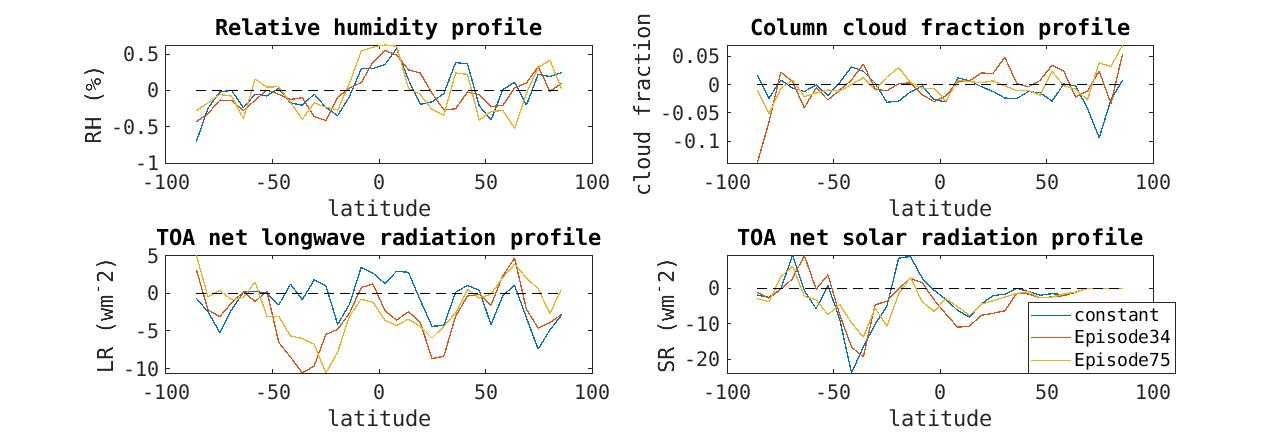 Relative humidity profile
RH (%)
0.5
0
-0.5
-1
-100 -50 0 50 100
latitude
Column cloud fraction profile
cloud fraction
0.05
0
-0.05
-0.1
-100 -50 0 50 100
latitude
TOA net longwave radiation profile
LR (wm-2)
5
0
-5
-10
-100 -50 0 50 100
latitude
TOA net solar radiation profile
SR (wm-2)
0
-10
-20
-100 -50 0 50 100
latitude
constant
Episode34
Episode75